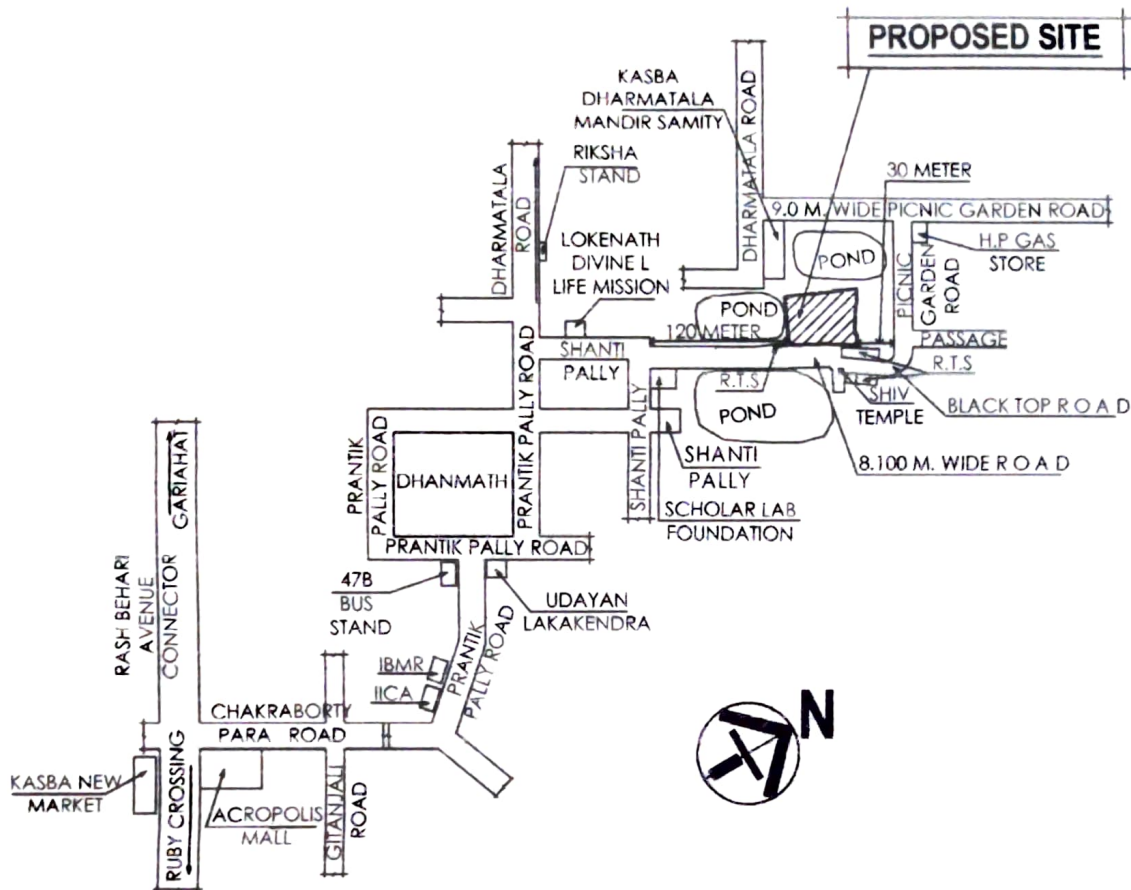 PROPOSED SITE
KASBA
DHARMATALA
MANDIR SAMITY
DHARMATALA ROAD
RIKSHA
STAND
DHARMATALA
ROAD
30 METER
9.0 M. WIDE PICNIC GARDEN ROAD
H.P GAS
STORE
PICNIC
GARDEN
ROAD
LOKENATH
DIVINE L
LIFE MISSION
POND
POND
120 METER
PASSAGE
R.T.S
SHANTI
PALLY
R.T.S
SHIV
TEMPLE
BLACK TOP R O A D
POND
8.100 M. WIDE R O A D
PRANTIK PALLY ROAD
SHANTI PALLY
SHANTI
PALLY
SCHOLAR LAB
FOUNDATION
PRANTIK
PALLY ROAD
DHANMATH
PRANTIK PALLY ROAD
47B
BUS
STAND
UDAYAN
LAKAKENDRA
PRANTIK
PALLY ROAD
IBMR
IICA
GARIAHAT
RASH BEHARI
AVENUE
CONNECTOR
CHAKRABORTY
PARA ROAD
KASBA NEW
MARKET
RUBY CROSSING
ACROPOLIS
MALL
GITANJALI
ROAD
N